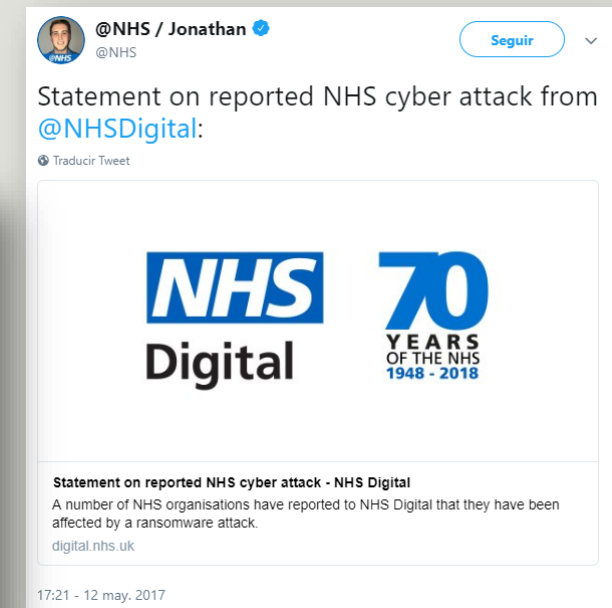 @NHS / Jonathan
@NHS
@NHS
Seguir
Statement on reported NHS cyber attack from
@NHSDigital:
Traducir Tweet
NHS
Digital
70
YEARS
OF THE NHS
1948 - 2018
Statement on reported NHS cyber attack - NHS Digital
A number of NHS organisations have reported to NHS Digital that they have been
affected by a ransomware attack.
digital.nhs.uk
17:21 - 12 may. 2017